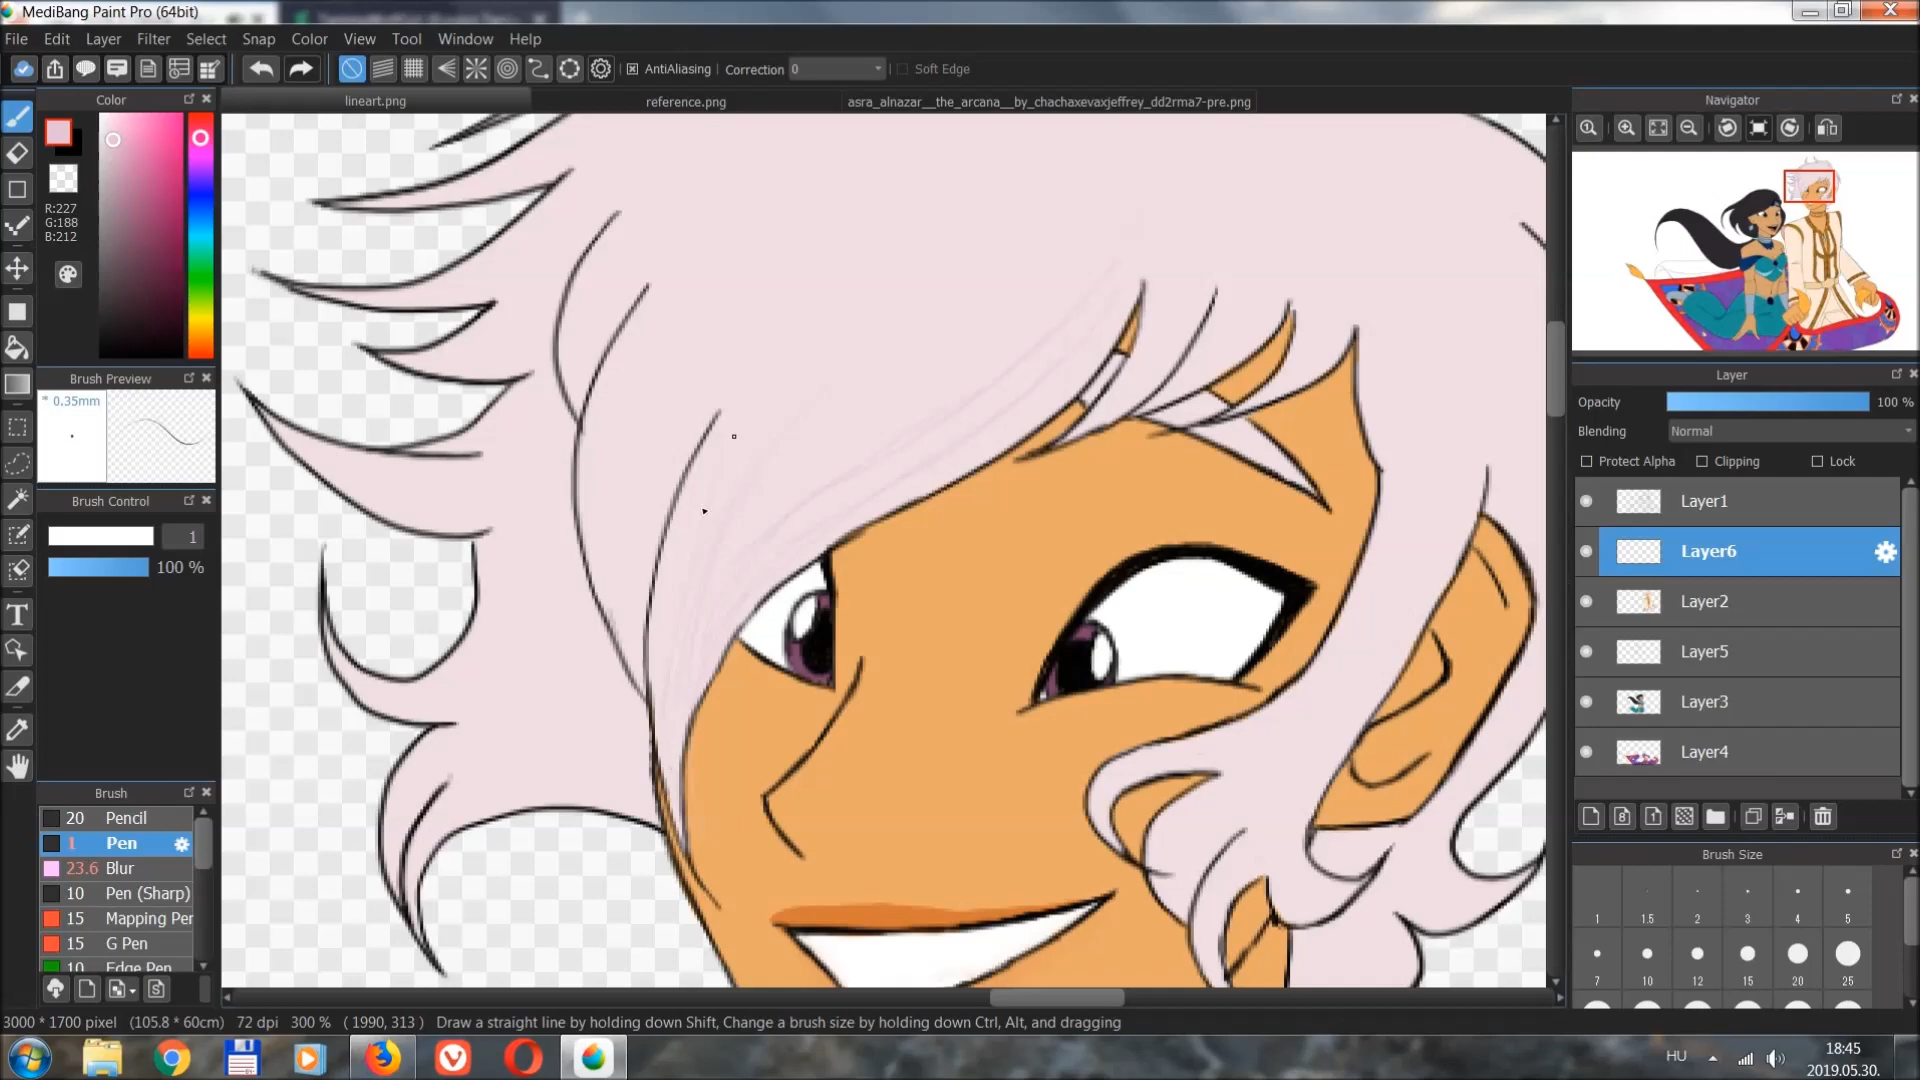 MediBang Paint Pro (64bit)
File Edit Layer Filter Select Snap Color View Tool Window Help
AntiAliasing Correction 0 Soft Edge
Color
lineart.png reference.png asra_alnazar__the_arcana__by_chachaxevaxjeffrey_dd2rma7-pre.png
Navigator
R:227
G:188
B:212
Brush Preview
* 0.35mm
Layer
Opacity 100 %
Blending Normal
Protect Alpha Clipping Lock
Brush Control
1
100 %
Layer1
Layer6
Layer2
Layer5
Layer3
Layer4
Brush
20 Pencil
1 Pen
23.6 Blur
10 Pen (Sharp)
15 Mapping Pen
15 G Pen
10 Edge Pen
Brush Size
1 1.5 2 3 4 5
7 10 12 15 20 25
3000 * 1700 pixel (105.8 * 60cm) 72 dpi 300 % ( 1990, 313 ) Draw a straight line by holding down Shift, Change a brush size by holding down Ctrl, Alt, and dragging
HU
18:45
2019.05.30.